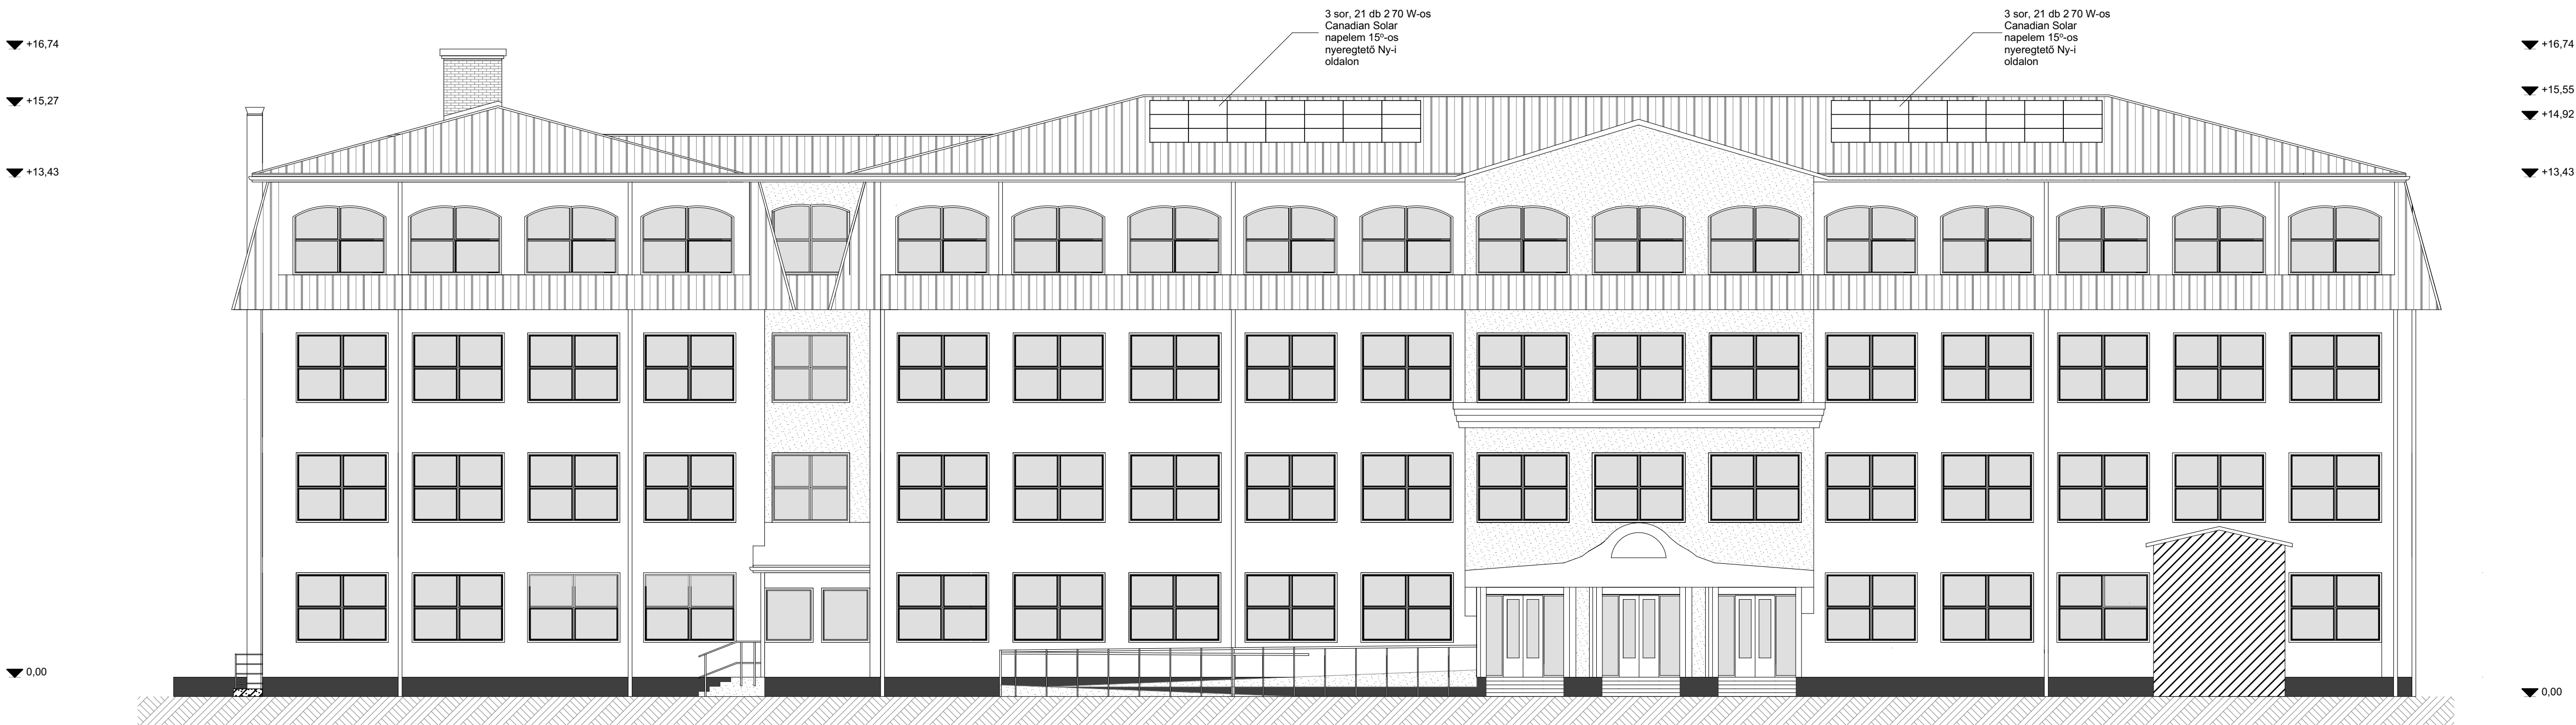 3 sor, 21 db 270 W-os
Canadian Solar
napelem 15º-os
nyeregtető Ny-i
oldalon
3 sor, 21 db 270 W-os
Canadian Solar
napelem 15º-os
nyeregtető Ny-i
oldalon
+16,74
+15,27
+13,43
0,00
+16,74
+15,55
+14,92
+13,43
0,00